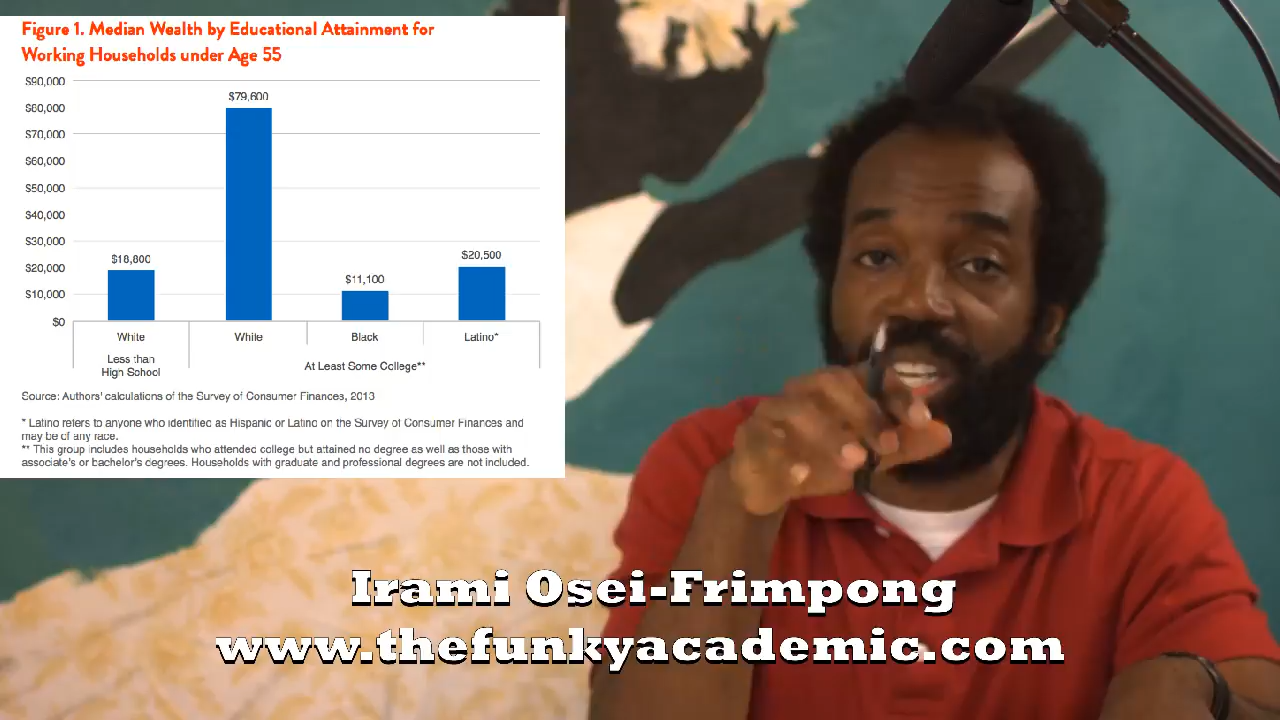 Figure 1. Median Wealth by Educational Attainment for
Working Households under Age 55
$90,000
$79,600
$80,000
$70,000
$60,000
$50,000
$40,000
$30,000
$18,800
$20,500
$20,000
$11,100
$10,000
$0
White
White
Black
Latino*
Less than
High School
At Least Some College**
Source: Authors' calculations of the Survey of Consumer Finances, 2013
* Latino refers to anyone who identified as Hispanic or Latino on the Survey of Consumer Finances and
may be of any race.
** This group includes households who attended college but attained no degree as well as those with
associate's or bachelor's degrees. Households with graduate and professional degrees are not included.
Irami Osei-Frimpong
www.thefunkyacademic.com